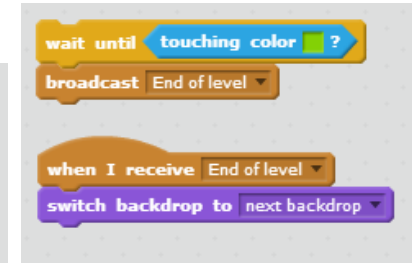 wait until touching color ?
broadcast End of level
when I receive End of level
switch backdrop to next backdrop